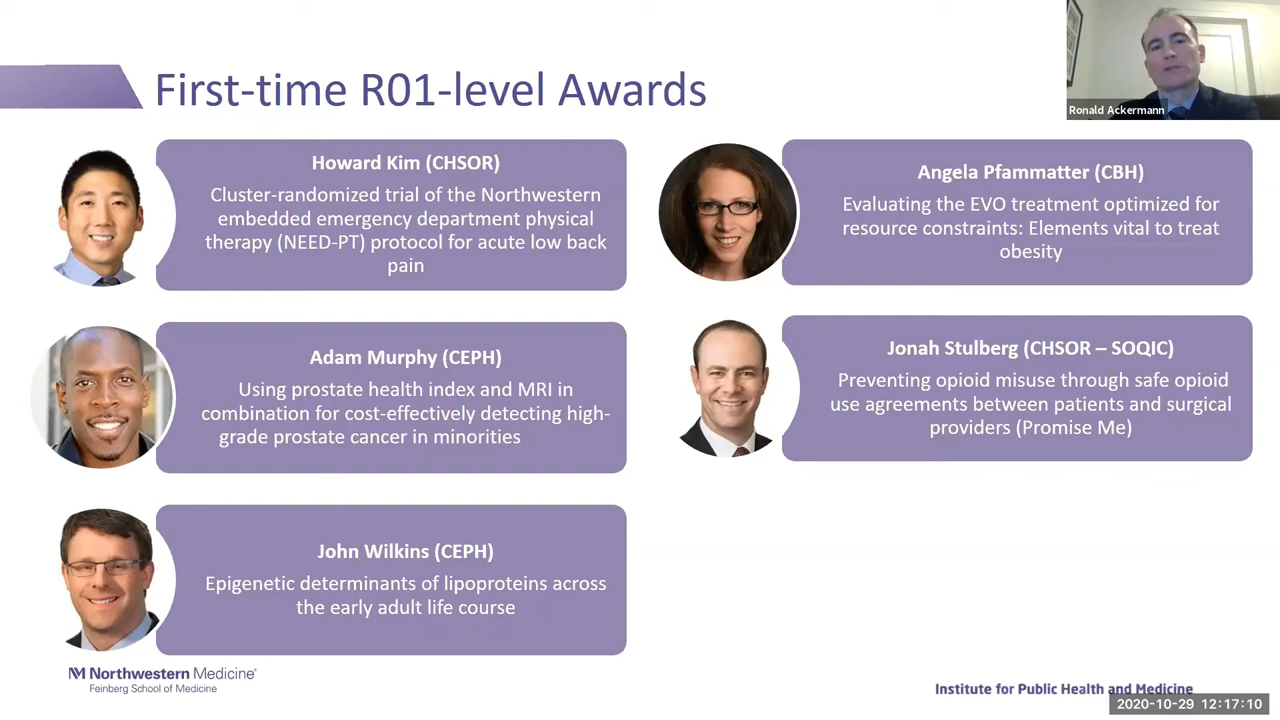 First-time R01-level Awards
Ronald Ackermann
Howard Kim (CHSOR)
Cluster-randomized trial of the Northwestern
embedded emergency department physical
therapy (NEED-PT) protocol for acute low back
pain
Angela Pfammatter (CBH)
Evaluating the EVO treatment optimized for
resource constraints: Elements vital to treat
obesity
Adam Murphy (CEPH)
Using prostate health index and MRI in
combination for cost-effectively detecting high-
grade prostate cancer in minorities
Jonah Stulberg (CHSOR – SOQIC)
Preventing opioid misuse through safe opioid
use agreements between patients and surgical
providers (Promise Me)
John Wilkins (CEPH)
Epigenetic determinants of lipoproteins across
the early adult life course
Northwestern Medicine®
Feinberg School of Medicine
Institute for Public Health and Medicine
2020-10-29 12:17:10